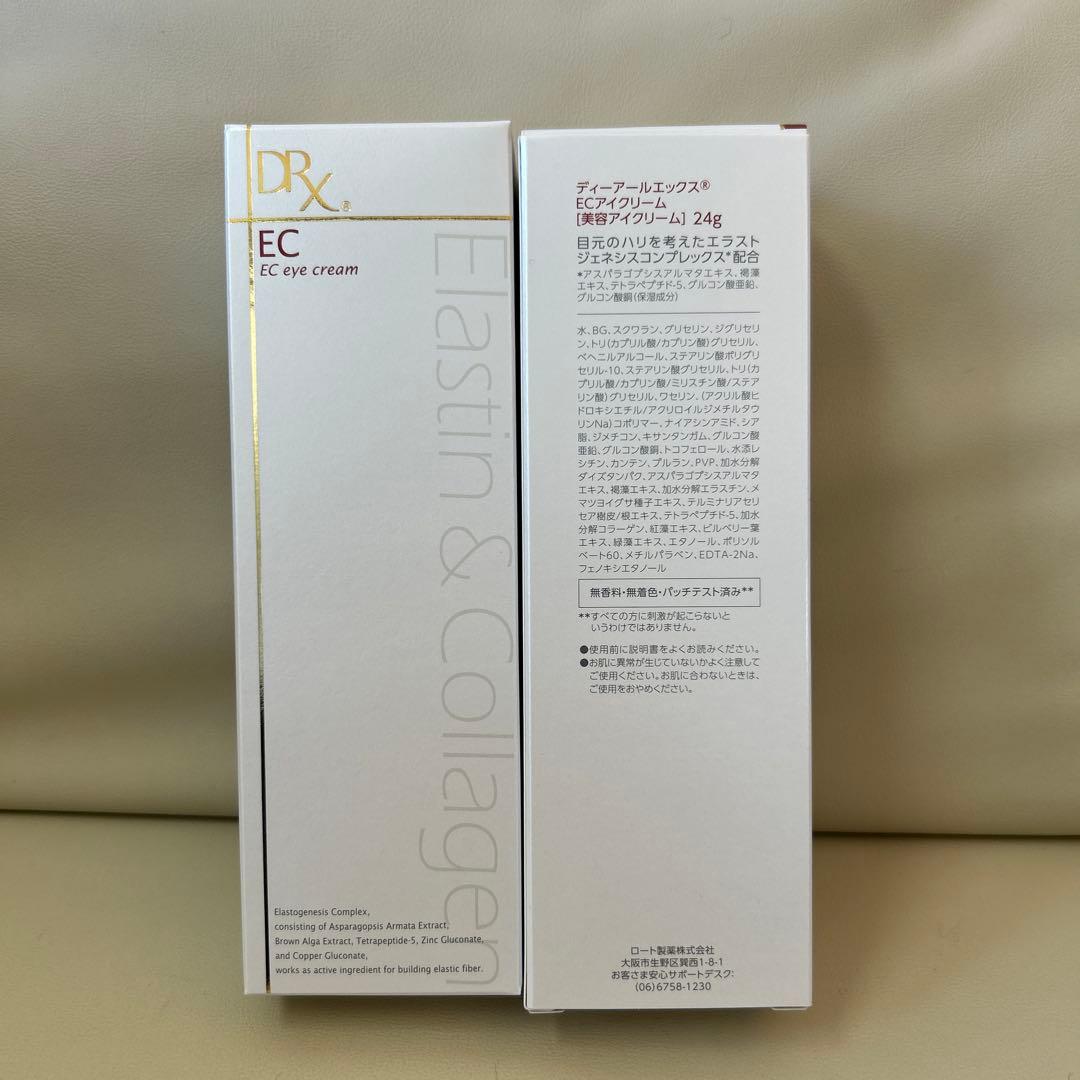 DRX®
EC
EC eye cream
Elastin & Collagen
Elastogenesis Complex,
consisting of Asparagopsis Armata Extract,
Brown Alga Extract, Tetrapeptide-5, Zinc Gluconate,
and Copper Gluconate,
works as active ingredient for building elastic fiber.
ディーアールエックス®
ECアイクリーム
[美容アイクリーム] 24g
目元のハリを考えたエラスト
ジェネシスコンプレックス*配合
*アスパラゴプシスアルマタエキス、褐藻
エキス、テトラペプチド-5、グルコン酸亜鉛、
グルコン酸銅(保湿成分)
水、BG、スクワラン、グリセリン、ジグリセリ
ン、トリ(カプリル酸/カプリン酸)グリセリル、
ベヘニルアルコール、ステアリン酸ポリグリ
セリル-10、ステアリン酸グリセリル、トリ(カ
プリル酸/カプリン酸/ミリスチン酸/ステア
リン酸)グリセリル、ワセリン、(アクリル酸ヒ
ドロキシエチル/アクリロイルジメチルタウ
リンNa)コポリマー、ナイアシンアミド、シア
脂、ジメチコン、キサンタンガム、グルコン酸
亜鉛、グルコン酸銅、トコフェロール、水添レ
シチン、カンテン、プルラン、PVP、加水分解
ダイズタンパク、アスパラゴプシスアルマタ
エキス、褐藻エキス、加水分解エラスチン、メ
マツヨイグサ種子エキス、テルミナリアセリ
セア樹皮/根エキス、テトラペプチド-5、加水
分解コラーゲン、紅藻エキス、ビルベリー葉
エキス、緑藻エキス、エタノール、ポリソル
ベート60、メチルパラベン、EDTA-2Na、
フェノキシエタノール
無香料・無着色・パッチテスト済み**
**すべての方に刺激が起こらないと
いうわけではありません。
●使用前に説明書をよくお読みください。
●お肌に異常が生じていないかよく注意して
ご使用ください。お肌に合わないときは、
ご使用をおやめください。
ロート製薬株式会社
大阪市生野区巽西1-8-1
お客さま安心サポートデスク:
(06)6758-1230